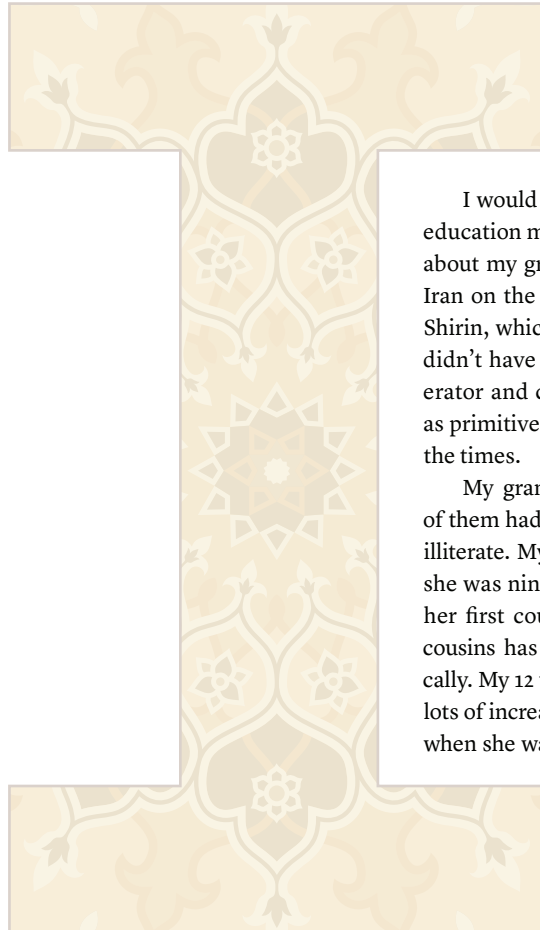 I would
education m
about my gr
Iran on the
Shirin, whic
didn't have
erator and c
as primitive
the times.
My gran
of them had
illiterate. My
she was nin
her first cou
cousins has
cally. My 12
lots of increa
when she wa